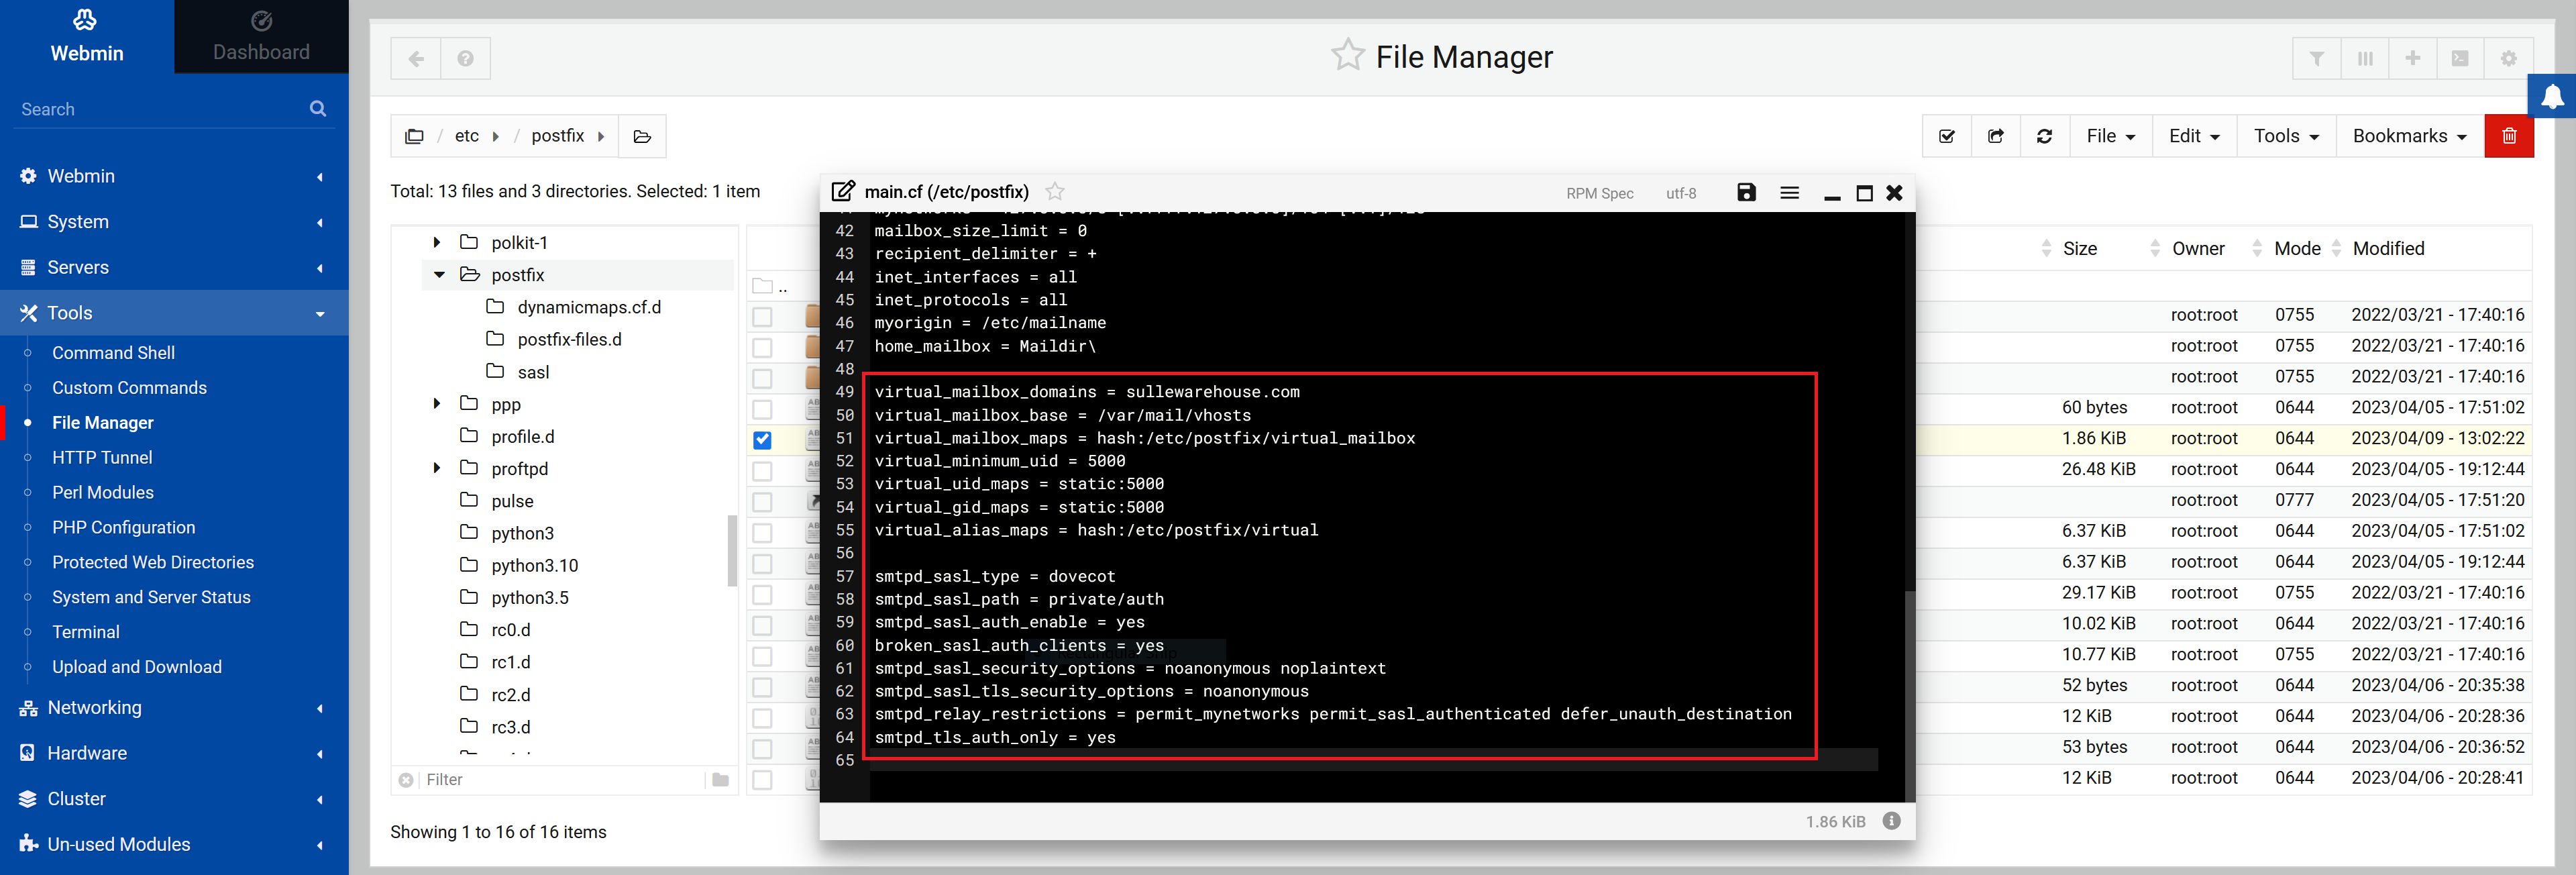 Webmin
Dashboard
Search
Webmin
System
Servers
Tools
Command Shell
Custom Commands
File Manager
HTTP Tunnel
Perl Modules
PHP Configuration
Protected Web Directories
System and Server Status
Terminal
Upload and Download
Networking
Hardware
Cluster
Un-used Modules
File Manager
/ etc / postfix
File
Edit
Tools
Bookmarks
Total: 13 files and 3 directories. Selected: 1 item
polkit-1
postfix
dynamicmaps.cf.d
postfix-files.d
sasl
ppp
profile.d
proftpd
pulse
python3
python3.10
python3.5
rc0.d
rc1.d
rc2.d
rc3.d
Filter
Showing 1 to 16 of 16 items
..
main.cf (/etc/postfix)
RPM Spec
utf-8
42 mailbox_size_limit = 0
43 recipient_delimiter = +
44 inet_interfaces = all
45 inet_protocols = all
46 myorigin = /etc/mailname
47 home_mailbox = Maildir\
48
49 virtual_mailbox_domains = sullewarehouse.com
50 virtual_mailbox_base = /var/mail/vhosts
51 virtual_mailbox_maps = hash:/etc/postfix/virtual_mailbox
52 virtual_minimum_uid = 5000
53 virtual_uid_maps = static:5000
54 virtual_gid_maps = static:5000
55 virtual_alias_maps = hash:/etc/postfix/virtual
56
57 smtpd_sasl_type = dovecot
58 smtpd_sasl_path = private/auth
59 smtpd_sasl_auth_enable = yes
60 broken_sasl_auth_clients = yes
61 smtpd_sasl_security_options = noanonymous noplaintext
62 smtpd_sasl_tls_security_options = noanonymous
63 smtpd_relay_restrictions = permit_mynetworks permit_sasl_authenticated defer_unauth_destination
64 smtpd_tls_auth_only = yes
65
1.86 KiB
Size Owner Mode Modified
root:root 0755 2022/03/21 - 17:40:16
root:root 0755 2022/03/21 - 17:40:16
root:root 0755 2022/03/21 - 17:40:16
60 bytes root:root 0644 2023/04/05 - 17:51:02
1.86 KiB root:root 0644 2023/04/09 - 13:02:22
26.48 KiB root:root 0644 2023/04/05 - 19:12:44
root:root 0777 2023/04/05 - 17:51:20
6.37 KiB root:root 0644 2023/04/05 - 17:51:02
6.37 KiB root:root 0644 2023/04/05 - 19:12:44
29.17 KiB root:root 0755 2022/03/21 - 17:40:16
10.02 KiB root:root 0644 2022/03/21 - 17:40:16
10.77 KiB root:root 0755 2022/03/21 - 17:40:16
52 bytes root:root 0644 2023/04/06 - 20:35:38
12 KiB root:root 0644 2023/04/06 - 20:28:36
53 bytes root:root 0644 2023/04/06 - 20:36:52
12 KiB root:root 0644 2023/04/06 - 20:28:41